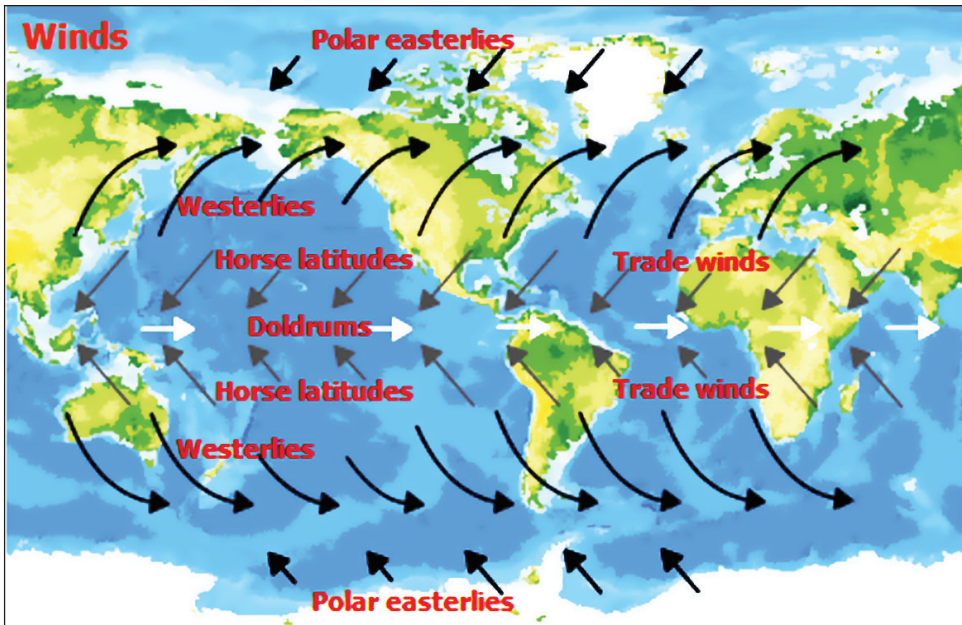 Winds
Polar easterlies
Westerlies
Horse latitudes
Trade winds
Doldrums
Horse latitudes
Trade winds
Westerlies
Polar easterlies